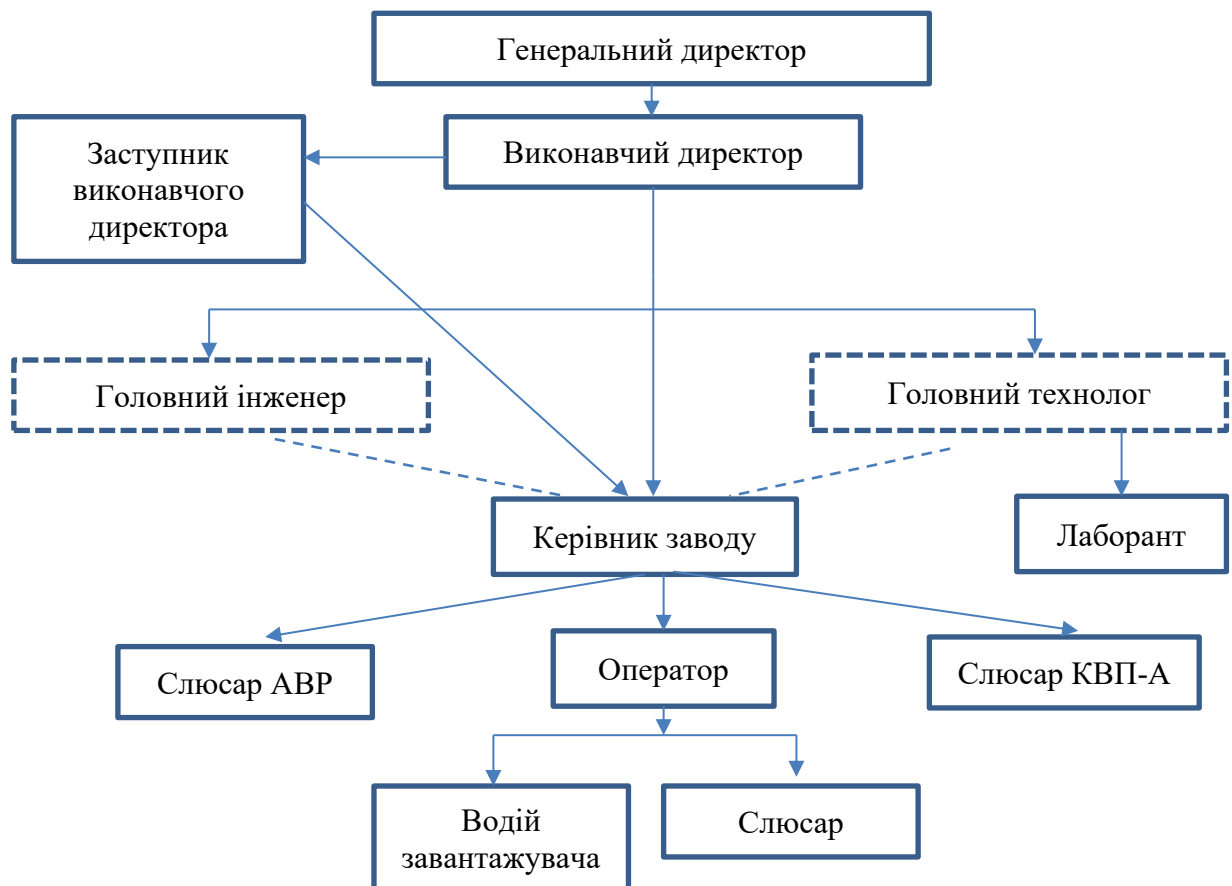 Генеральний директор
Заступник
виконавчого
директора
Виконавчий директор
Головний інженер
Головний технолог
Керівник заводу
Лаборант
Слюсар АВР
Оператор
Слюсар КВП-А
Водій
завантажувача
Слюсар